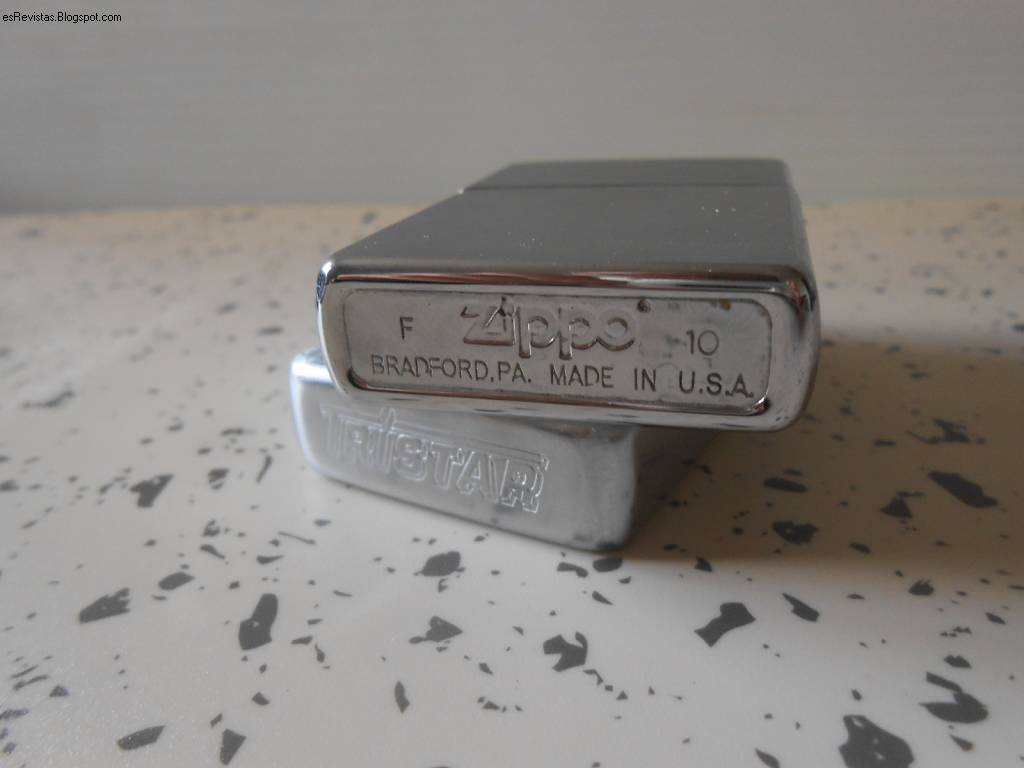 esRevistas.Blogspot.com
F Zippo 10
BRADFORD,PA. MADE IN U.S.A.
TRISTAR